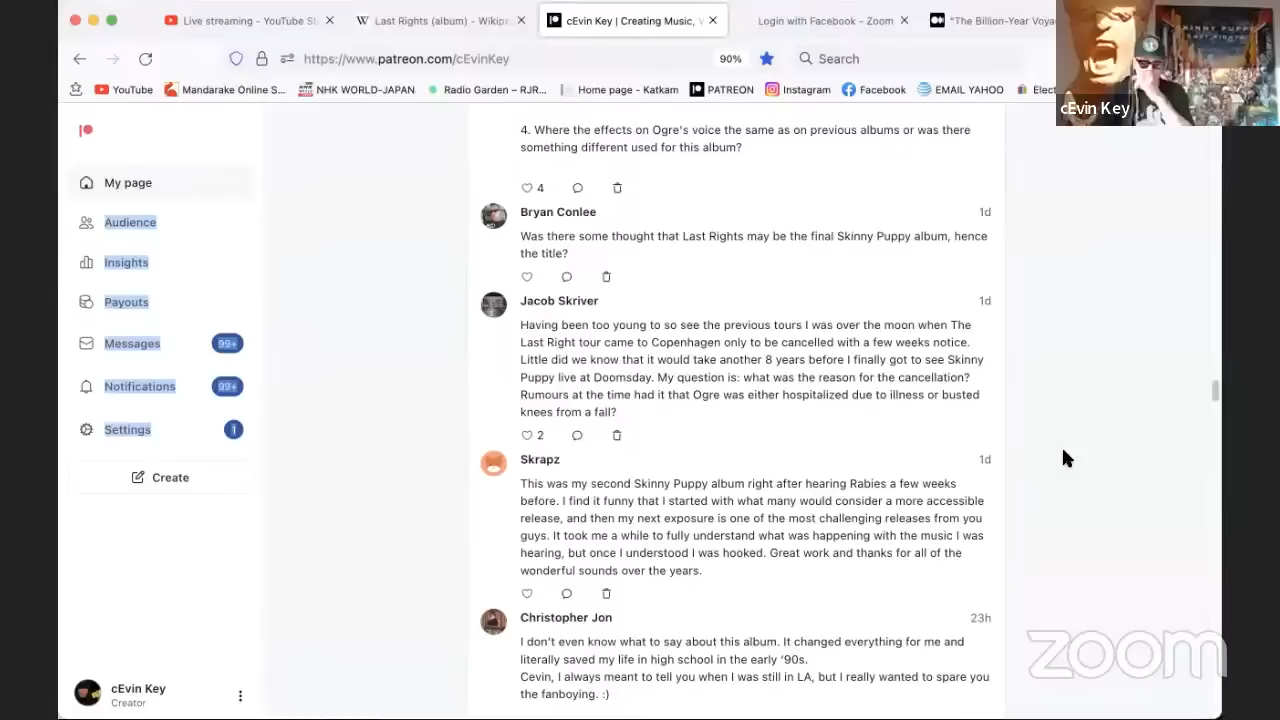 Live streaming - YouTube St
Last Rights (album) - Wikipe
cEvin Key | Creating Music, v
Login with Facebook - Zoom
"The Billion-Year Voya
https://www.patreon.com/cEvinKey
90%
Search
YouTube
Mandarake Online S...
NHK WORLD-JAPAN
Radio Garden – RJR...
Home page - Katkam
PATREON
Instagram
Facebook
EMAIL YAHOO
Elect
SKINNY PUPPY
LAST RIGHTS
cEvin Key
My page
Audience
Insights
Payouts
Messages 99+
Notifications 99+
Settings 1
Create
cEvin Key
Creator
4. Where the effects on Ogre's voice the same as on previous albums or was there
something different used for this album?
4
Bryan Conlee 1d
Was there some thought that Last Rights may be the final Skinny Puppy album, hence
the title?
Jacob Skriver 1d
Having been too young to so see the previous tours I was over the moon when The
Last Right tour came to Copenhagen only to be cancelled with a few weeks notice.
Little did we know that it would take another 8 years before I finally got to see Skinny
Puppy live at Doomsday. My question is: what was the reason for the cancellation?
Rumours at the time had it that Ogre was either hospitalized due to illness or busted
knees from a fall?
2
Skrapz 1d
This was my second Skinny Puppy album right after hearing Rabies a few weeks
before. I find it funny that I started with what many would consider a more accessible
release, and then my next exposure is one of the most challenging releases from you
guys. It took me a while to fully understand what was happening with the music I was
hearing, but once I understood I was hooked. Great work and thanks for all of the
wonderful sounds over the years.
Christopher Jon 23h
I don't even know what to say about this album. It changed everything for me and
literally saved my life in high school in the early '90s.
Cevin, I always meant to tell you when I was still in LA, but I really wanted to spare you
the fanboying. :)
zoom